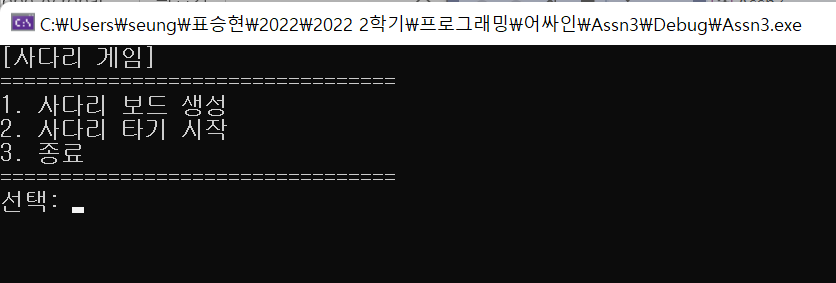 C:₩Users₩seung₩표승현₩2022₩2022 2학기₩프로그래밍₩어싸인₩Assn3₩Debug₩Assn3.exe
[사다리 게임]
=================================
1. 사다리 보드 생성
2. 사다리 타기 시작
3. 종료
=================================
선택: